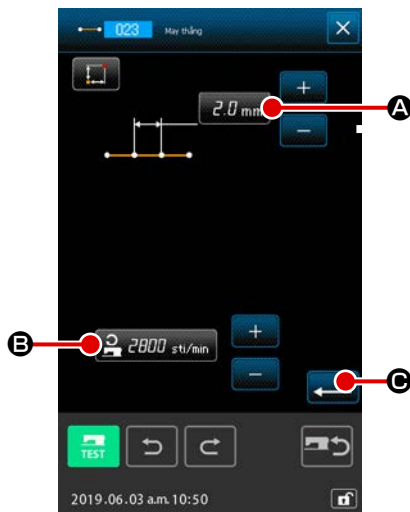 023 May thẳng
2.0 mm
A
+
−
B
2800 sti/min
+
−
C
TEST
2019.06.03 a.m. 10:50